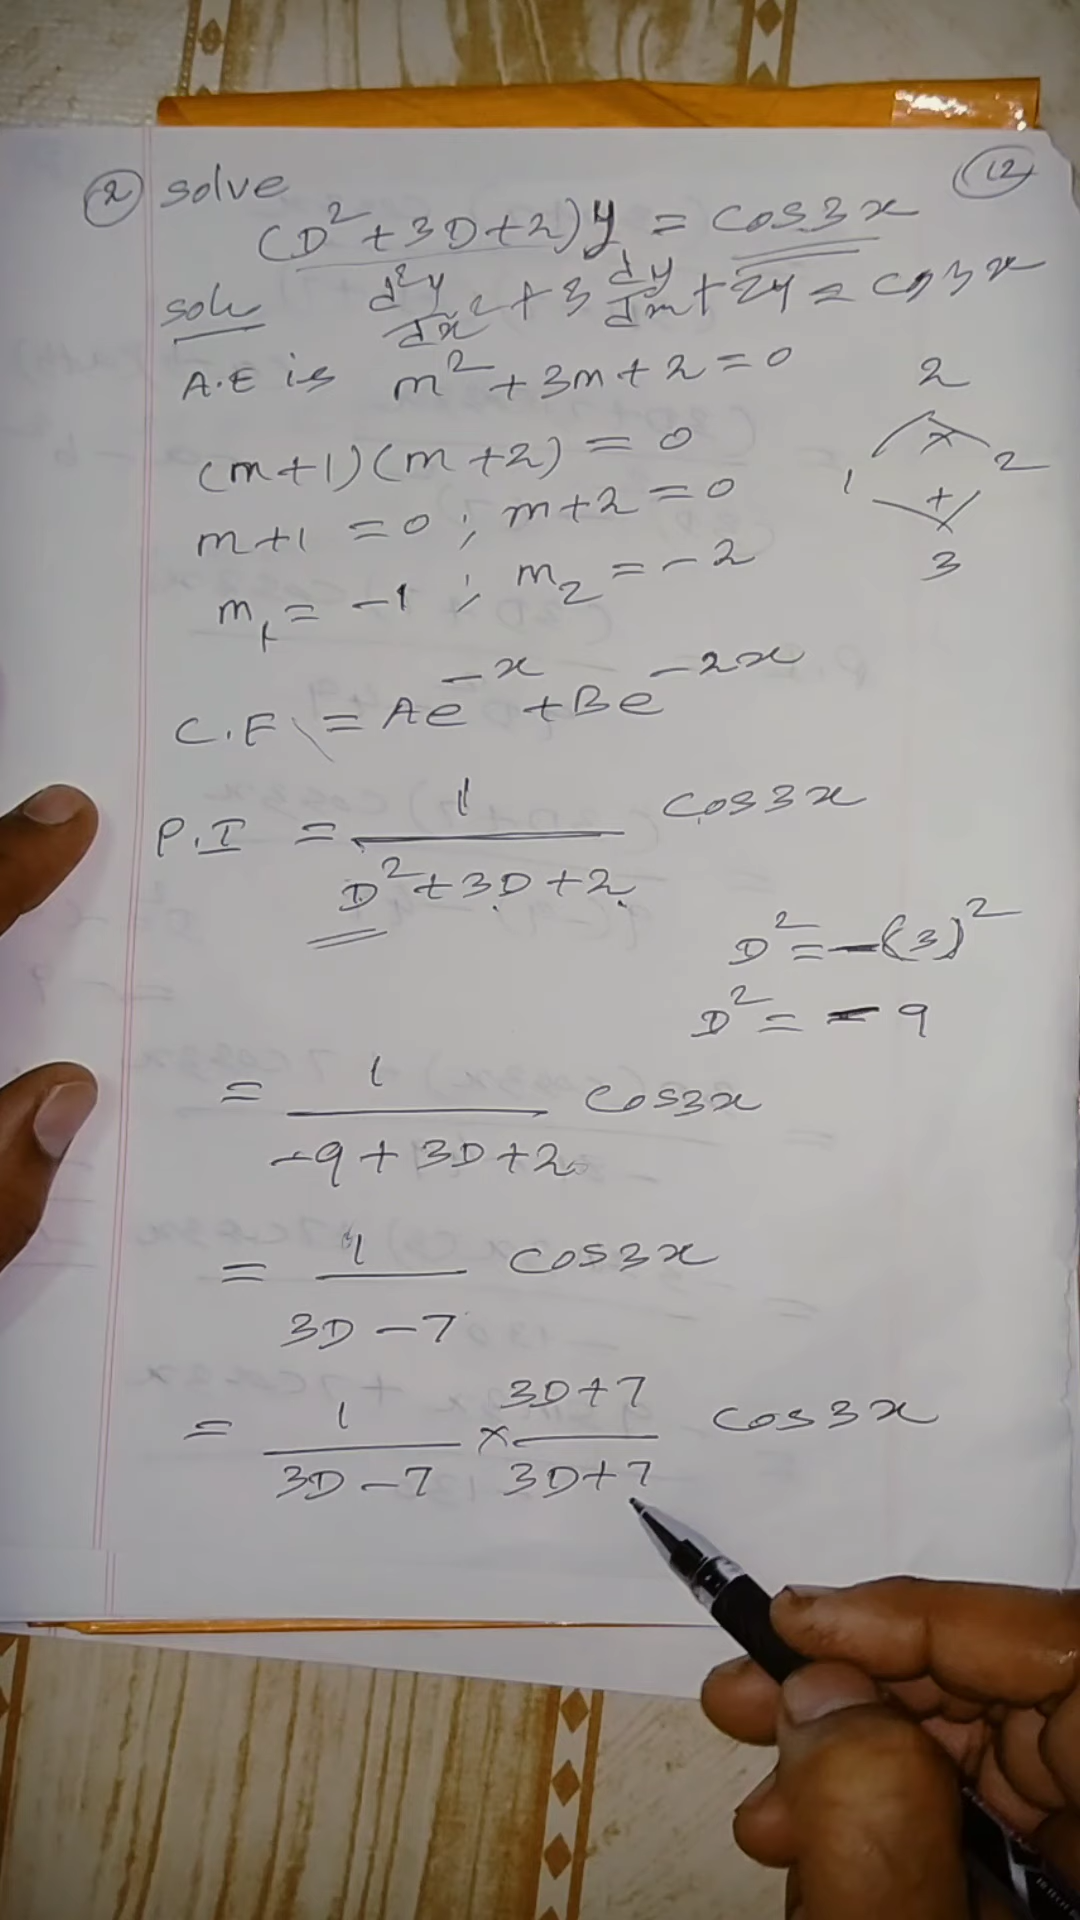 ② solve ⑫
(D²+3D+2)y = cos3x
soln d²y/dx² + 3 dy/dx + 2y = cos3x
A.E is m²+3m+2=0
2
(m+1)(m+2)=0
× 1 2
m+1=0 ; m+2=0
+
3
m₁ = -1 ; m₂ = -2
C.F = Ae^-x + Be^-2x
P.I = 1/(D²+3D+2) cos3x
D² = -(3)²
D² = -9
= 1/(-9+3D+2) cos3x
= 1/(3D-7) cos3x
= 1/(3D-7) × (3D+7)/(3D+7) cos3x